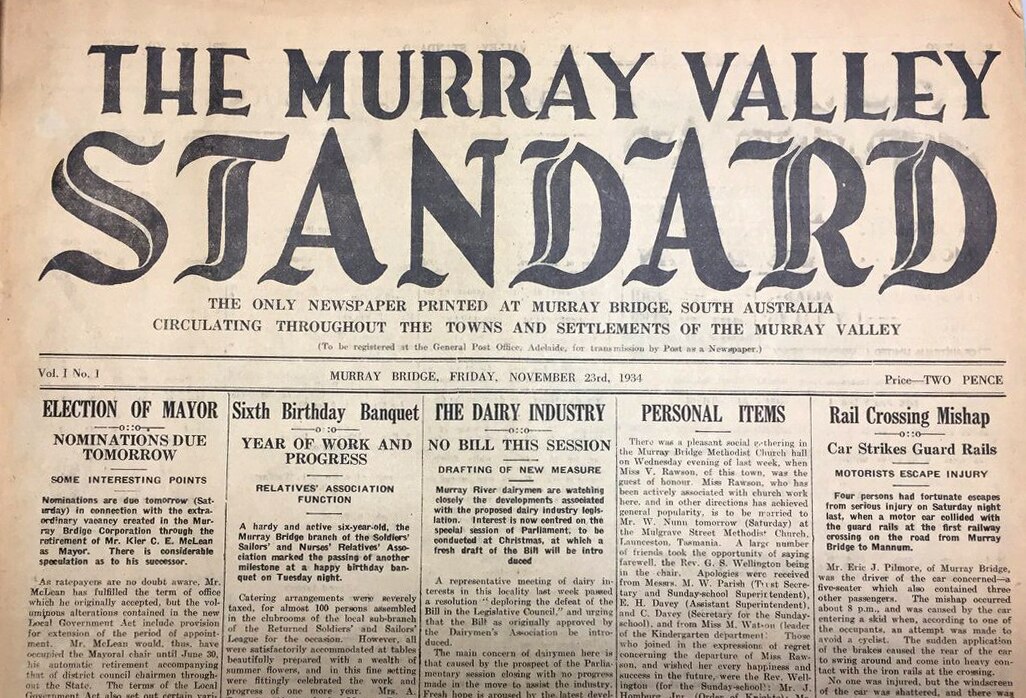 THE MURRAY VALLEY
STANDARD
THE ONLY NEWSPAPER PRINTED AT MURRAY BRIDGE, SOUTH AUSTRALIA
CIRCULATING THROUGHOUT THE TOWNS AND SETTLEMENTS OF THE MURRAY VALLEY
(To be registered at the General Post Office, Adelaide, for transmission by Post as a Newspaper.)
Vol. I No. 1
MURRAY BRIDGE, FRIDAY, NOVEMBER 23rd, 1934
Price—TWO PENCE
ELECTION OF MAYOR
—o::o—
NOMINATIONS DUE
TOMORROW
SOME INTERESTING POINTS
Nominations are due tomorrow (Sat-
urday) in connection with the extra-
ordinary vacancy created in the Mur-
ray Bridge Corporation through the
retirement of Mr. Kier C. E. McLean
as Mayor. There is considerable
speculation as to his successor.
As ratepayers are no doubt aware, Mr.
McLean has fulfilled the term of office
which he originally accepted, but the vol-
uminous alterations contained in the new
Local Government Act include provision
for extension of the period of appoint-
ment. Mr. McLean would, thus, have
occupied the Mayoral chair until June 30,
his automatic retirement accompanying
that of district council chairmen through-
out the State. The terms of the Local
Government Act also set out certain vari-
Sixth Birthday Banquet
—o::o—
YEAR OF WORK AND
PROGRESS
RELATIVES' ASSOCIATION
FUNCTION
A hardy and active six-year-old, the
Murray Bridge branch of the Soldiers'
Sailors' and Nurses' Relatives' Asso-
ciation marked the passing of another
milestone at a happy birthday ban-
quet on Tuesday night.
Catering arrangements were severely
taxed, for almost 100 persons assembled
in the clubrooms of the local sub-branch
of the Returned Soldiers' and Sailors'
League for the occasion. However, all
were satisfactorily accommodated at tables
beautifully prepared with a wealth of
summer flowers, and in this fine setting
were fittingly celebrated the work and
progress of one more year. Mrs. A.
THE DAIRY INDUSTRY
—o::o—
NO BILL THIS SESSION
DRAFTING OF NEW MEASURE
Murray River dairymen are watching
closely the developments associated
with the proposed dairy industry legis-
lation. Interest is now centred on the
special session of Parliament, to be
conducted at Christmas, at which a
fresh draft of the Bill will be intro
duced
A representative meeting of dairy in-
terests in this locality last week passed
a resolution "deploring the defeat of the
Bill in the Legislative Council," and urging
that the Bill as originally approved by
the Dairymen's Association be intro-
duced.
The main concern of dairymen here is
that caused by the prospect of the Parlia-
mentary session closing with no progress
made in the move to assist the industry.
Fresh hope is aroused by the latest devel-
PERSONAL ITEMS
There was a pleasant social gathering in
the Murray Bridge Methodist Church hall
on Wednesday evening of last week, when
Miss V. Rawson, of this town, was the
guest of honour. Miss Rawson, who has
been actively associated with church work
here, and in other directions has achieved
general popularity, is to be married to
Mr. W. Nunn tomorrow (Saturday) at
the Mulgrave Street Methodist Church,
Launceston, Tasmania. A large number
of friends took the opportunity of saying
farewell, the Rev. G. S. Wellington being
in the chair. Apologies were received
from Messrs. M. W. Parish (Trust Secre-
tary and Sunday-school Superintendent),
E. H. Davey (Assistant Superintendent),
and C. Davey (Secretary for the Sunday-
school), and from Miss M. Watson (leader
of the Kindergarten department. Those
who joined in the expressions of regret
concerning the departure of Miss Raw-
son, and wished her every happiness and
success in the future, were the Rev. Well-
ington (for the Sunday-school); Mr. J.
Rail Crossing Mishap
—o::o—
Car Strikes Guard Rails
MOTORISTS ESCAPE INJURY
Four persons had fortunate escapes
from serious injury on Saturday night
last, when a motor car collided with
the guard rails at the first railway
crossing on the road from Murray
Bridge to Mannum.
Mr. Eric J. Pilmore, of Murray Bridge,
was the driver of the car concerned—a
five-seater which also contained three
other passengers. The mishap occurred
about 8 p.m., and was caused by the car
entering a skid when, according to one of
the occupants, an attempt was made to
avoid a cyclist. The sudden application
of the brakes caused the rear of the car
to swing around and come into heavy con-
tact with the iron rails at the crossing.
No one was injured, but the windscreen
of the car was shattered and there was